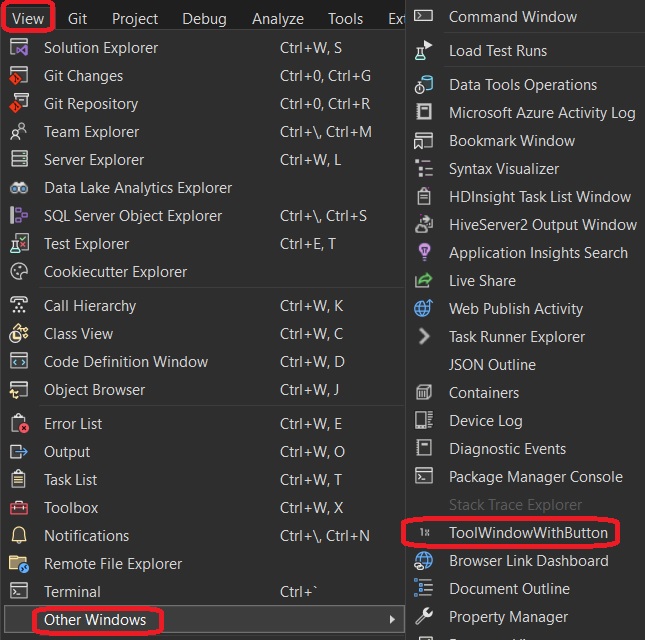 View Git Project Debug Analyze Tools
Solution Explorer Ctrl+W, S
Git Changes Ctrl+0, Ctrl+G
Git Repository Ctrl+0, Ctrl+R
Team Explorer Ctrl+\, Ctrl+M
Server Explorer Ctrl+W, L
Data Lake Analytics Explorer
SQL Server Object Explorer Ctrl+\, Ctrl+S
Test Explorer Ctrl+E, T
Cookiecutter Explorer
Call Hierarchy Ctrl+W, K
Class View Ctrl+W, C
Code Definition Window Ctrl+W, D
Object Browser Ctrl+W, J
Error List Ctrl+W, E
Output Ctrl+W, O
Task List Ctrl+W, T
Toolbox Ctrl+W, X
Notifications Ctrl+\, Ctrl+N
Remote File Explorer
Terminal Ctrl+`
Other Windows
Command Window
Load Test Runs
Data Tools Operations
Microsoft Azure Activity Log
Bookmark Window
Syntax Visualizer
HDInsight Task List Window
HiveServer2 Output Window
Application Insights Search
Live Share
Web Publish Activity
Task Runner Explorer
JSON Outline
Containers
Device Log
Diagnostic Events
Package Manager Console
Stack Trace Explorer
ToolWindowWithButton
Browser Link Dashboard
Document Outline
Property Manager